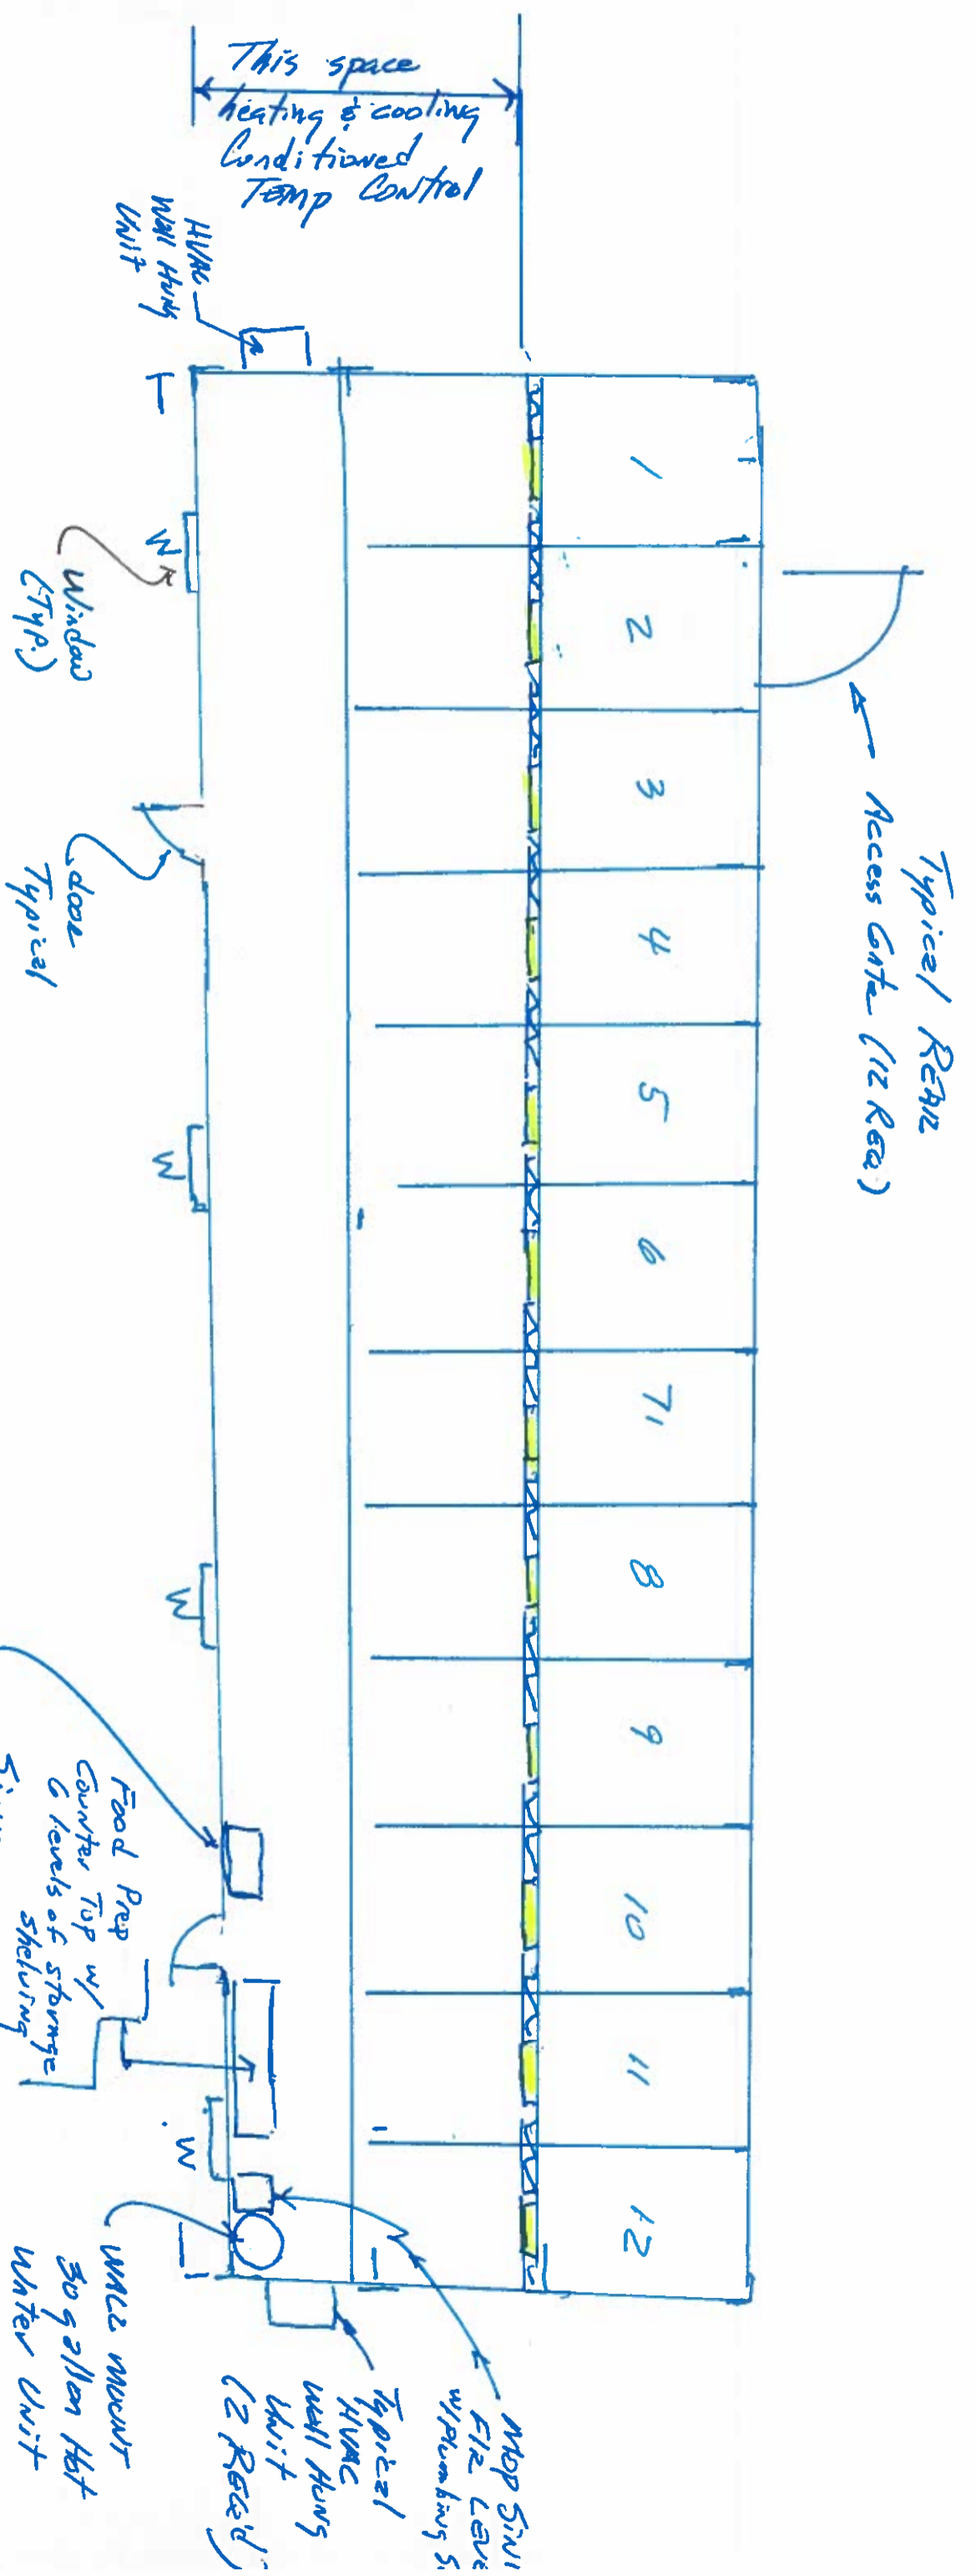 This space
heating & cooling
Conditioned
Temp Control
HVAC
Wall Hung
Unit
Typical REAR
Access Gate (12 REQ)
1
2
3
4
5
6
7
8
9
10
11
12
W
Window
(Typ.)
door
Typical
W
W
Food Prep
Counter Top w/
6 levels of storage
shelving
W
WALL MOUNT
30 gallon Hot
Water Unit
Mop
Flr
w/Plumbing
Typical
HVAC
Wall Hung
Unit
(2 REQ'd)